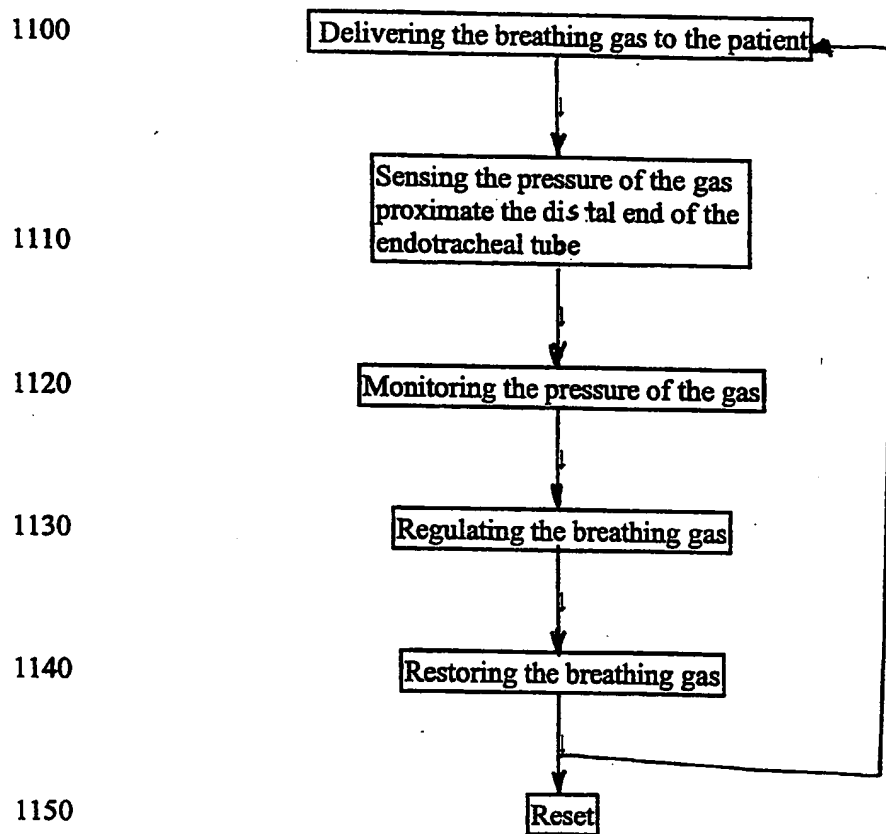 1100
Delivering the breathing gas to the patient
Sensing the pressure of the gas
proximate the distal end of the
1110
endotracheal tube
1120
Monitoring the pressure of the gas
1130
Regulating the breathing gas
1140
Restoring the breathing gas
1150
Reset